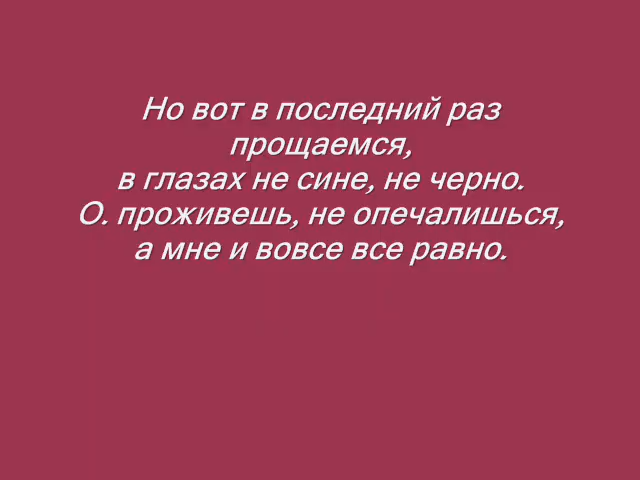 Но вот в последний раз
прощаемся,
в глазах не сине, не черно.
О. проживешь, не опечалишься,
а мне и вовсе все равно.